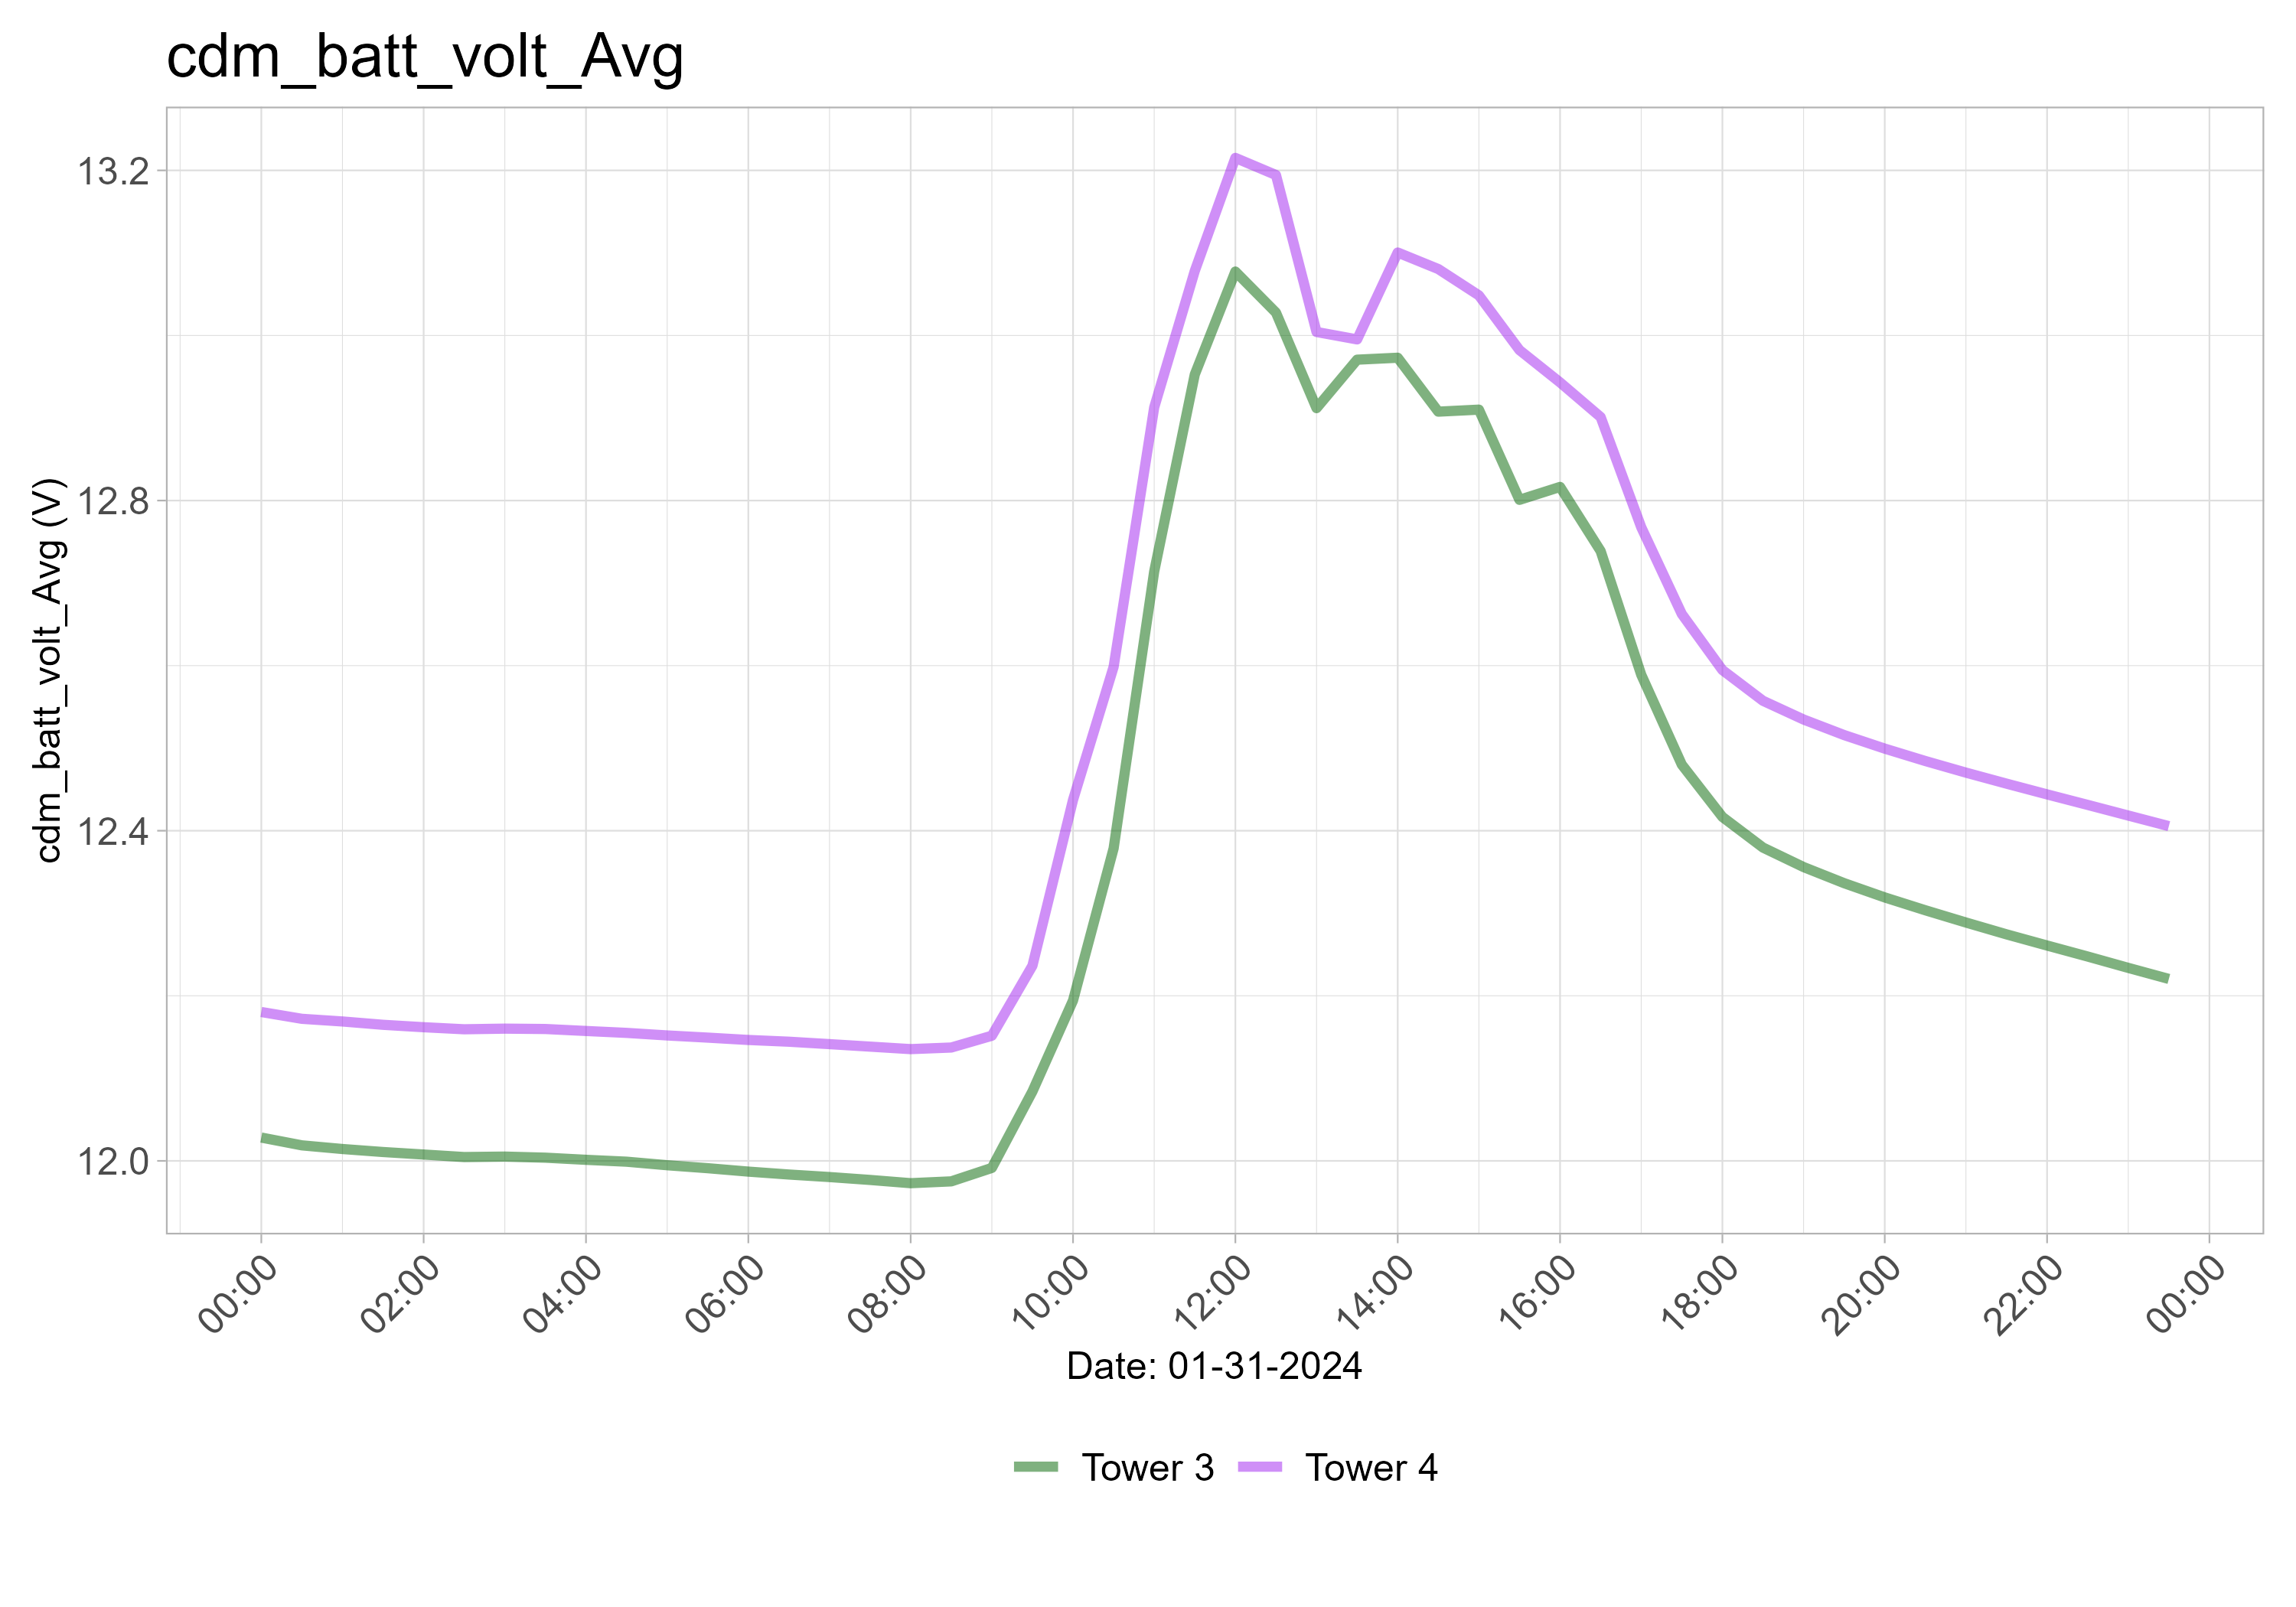 cdm_batt_volt_Avg
cdm_batt_volt_Avg (V)
13.2
12.8
12.4
12.0
00:00 02:00 04:00 06:00 08:00 10:00 12:00 14:00 16:00 18:00 20:00 22:00 00:00
Date: 01-31-2024
Tower 3 Tower 4